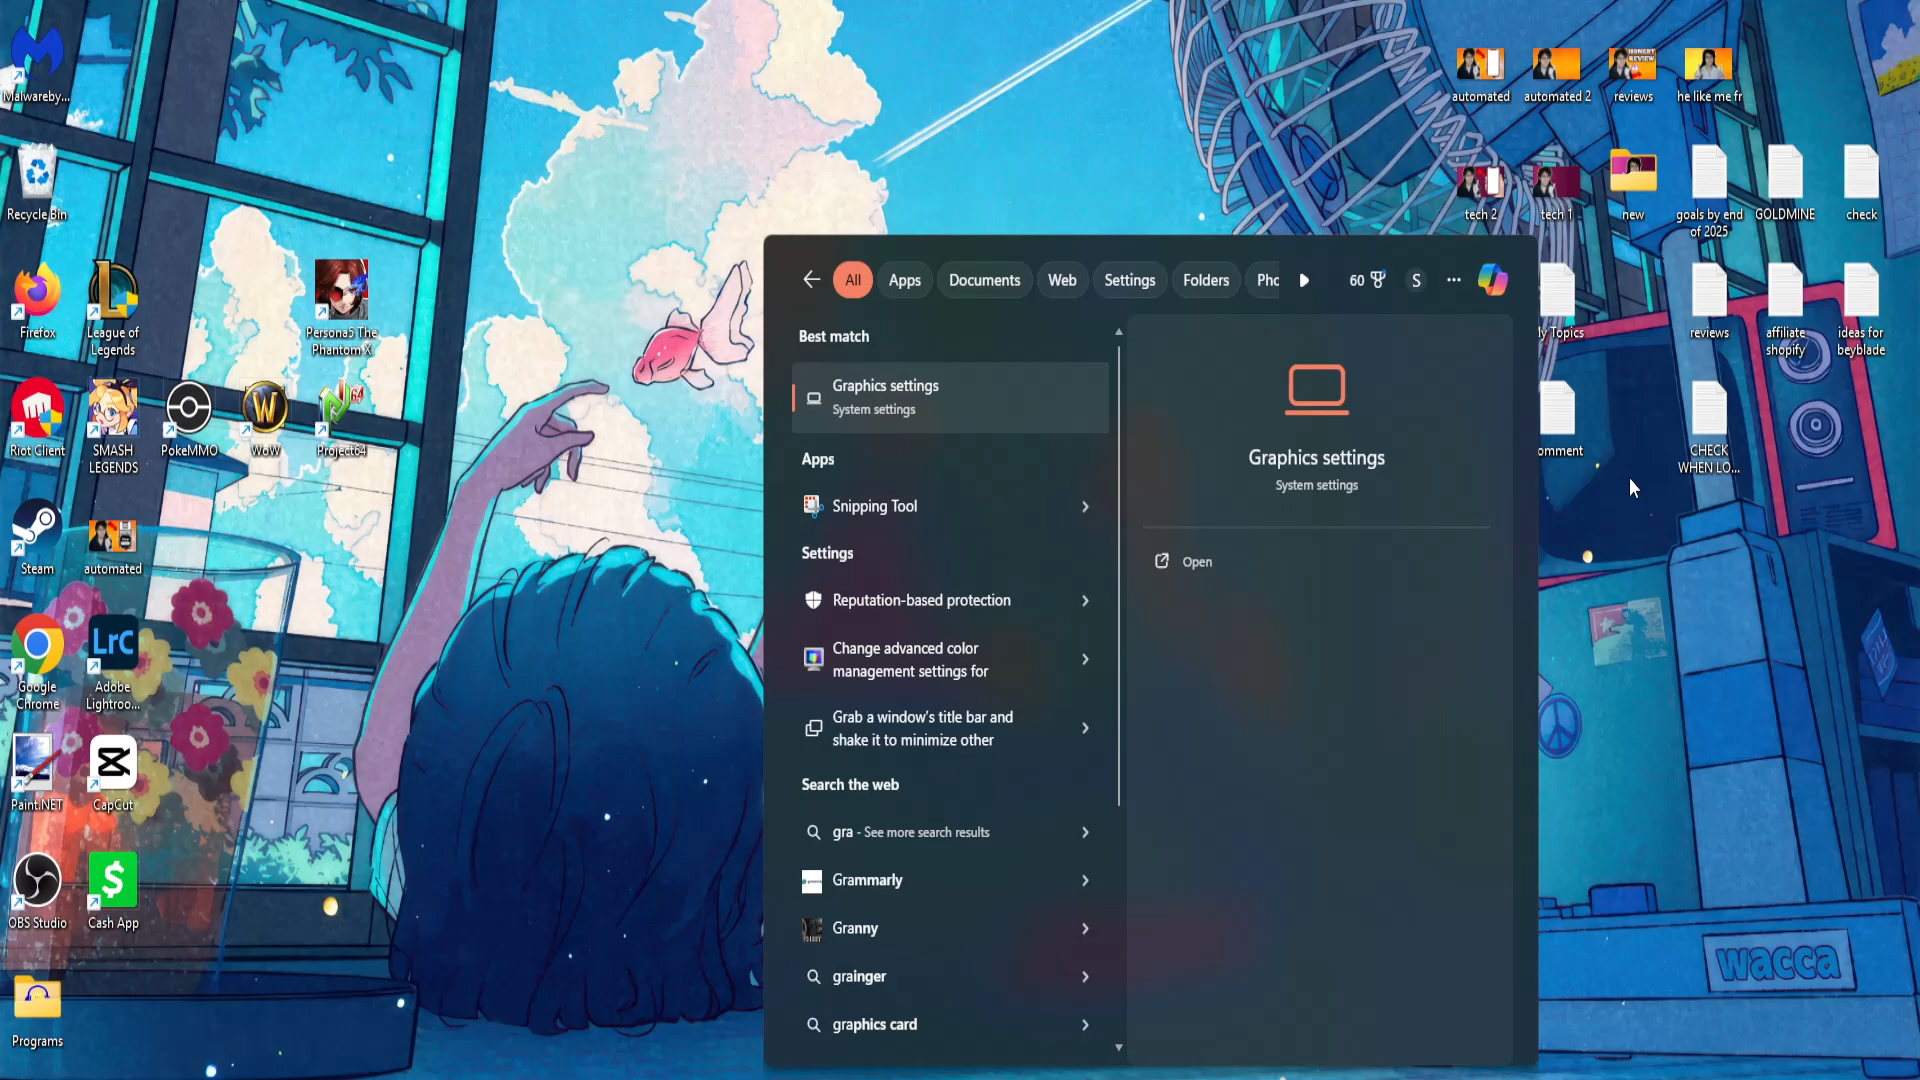 Malwareby...
Recycle Bin
Firefox
League of
Legends
Persona5 The
Phantom X
Riot Client
SMASH
LEGENDS
PokeMMO
WoW
Project64
Steam
automated
Google
Chrome
LrC
Adobe
Lightroo...
Paint.NET
CapCut
OBS Studio
Cash App
Programs
All
Apps
Documents
Web
Settings
Folders
Pho
60
S
Best match
Graphics settings
System settings
Apps
Snipping Tool
Settings
Reputation-based protection
Change advanced color
management settings for
Grab a window's title bar and
shake it to minimize other
Search the web
gra - See more search results
Grammarly
Granny
grainger
graphics card
Graphics settings
System settings
Open
automated
automated 2
HONEST
REVIEW
reviews
he like me fr
tech 2
tech 1
new
goals by end
of 2025
GOLDMINE
check
y Topics
reviews
affiliate
shopify
ideas for
beyblade
omment
CHECK
WHEN LO...
wacca